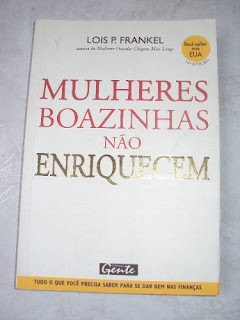 LOIS P. FRANKEL
autora de Mulheres Ousadas Chegam Mais Longe
Best-seller
nos
EUA
MULHERES
BOAZINHAS
NÃO
ENRIQUECEM
Gente
TUDO O QUE VOCÊ PRECISA SABER PARA SE DAR BEM NAS FINANÇAS